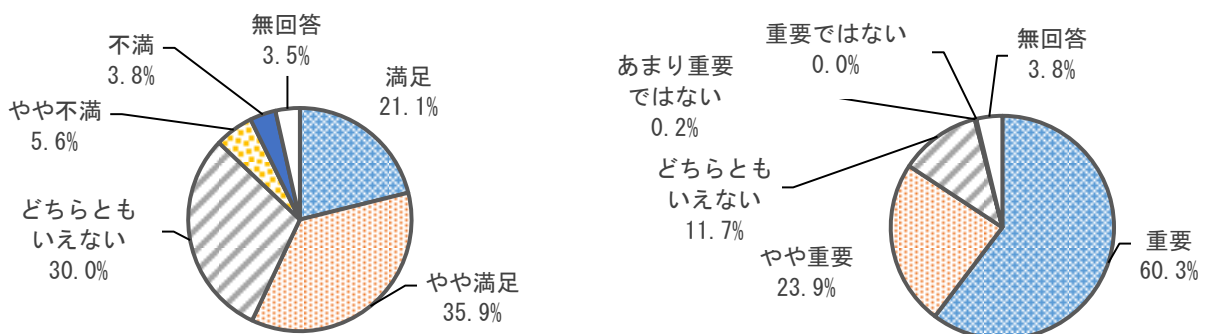 無回答
3.5%
不満
3.8%
満足
21.1%
やや不満
5.6%
どちらとも
いえない
30.0%
やや満足
35.9%
重要ではない
0.0%
無回答
3.8%
あまり重要
ではない
0.2%
どちらとも
いえない
11.7%
やや重要
23.9%
重要
60.3%